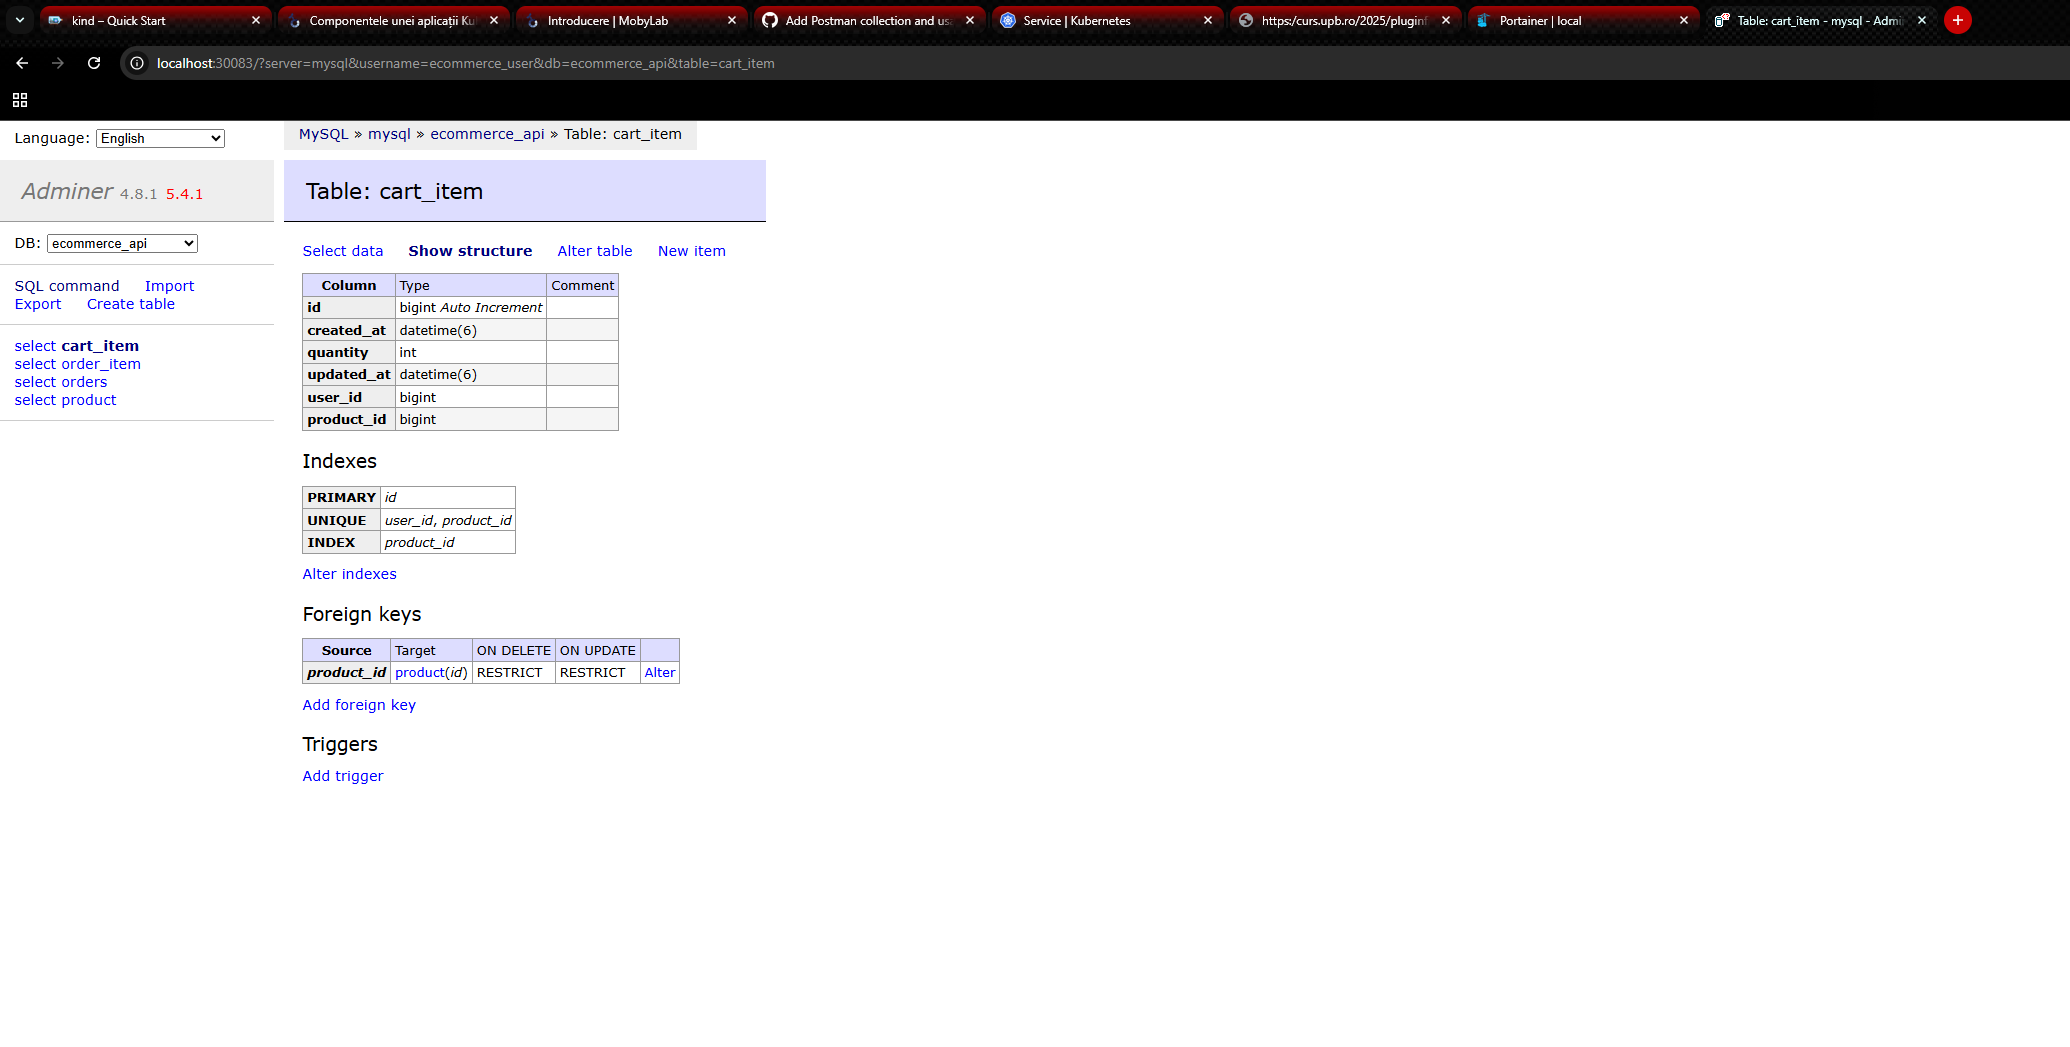 kind – Quick Start
Componentele unei aplicații Ku
Introducere | MobyLab
Add Postman collection and usa
Service | Kubernetes
https:/curs.upb.ro/2025/pluginf
Portainer | local
Table: cart_item - mysql - Admi
localhost:30083/?server=mysql&username=ecommerce_user&db=ecommerce_api&table=cart_item
Language: English
MySQL » mysql » ecommerce_api » Table: cart_item
Adminer 4.8.1 5.4.1
Table: cart_item
DB: ecommerce_api
SQL command Import
Export Create table
select cart_item
select order_item
select orders
select product
Select data Show structure Alter table New item
Column Type Comment
id bigint Auto Increment
created_at datetime(6)
quantity int
updated_at datetime(6)
user_id bigint
product_id bigint
Indexes
PRIMARY id
UNIQUE user_id, product_id
INDEX product_id
Alter indexes
Foreign keys
Source Target ON DELETE ON UPDATE
product_id product(id) RESTRICT RESTRICT Alter
Add foreign key
Triggers
Add trigger